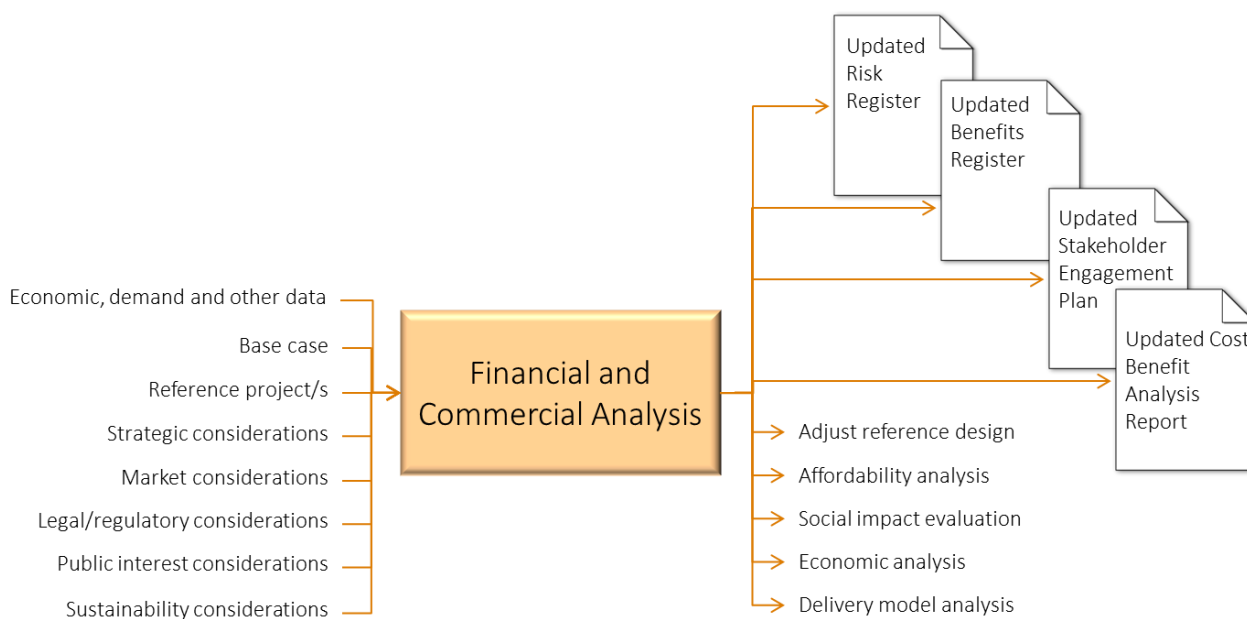 Economic, demand and other data
Base case
Reference project/s
Strategic considerations
Market considerations
Legal/regulatory considerations
Public interest considerations
Sustainability considerations
Financial and
Commercial Analysis
Updated
Risk
Register
Updated
Benefits
Register
Updated
Stakeholder
Engagement
Plan
Updated Cost
Benefit
Analysis
Report
Adjust reference design
Affordability analysis
Social impact evaluation
Economic analysis
Delivery model analysis